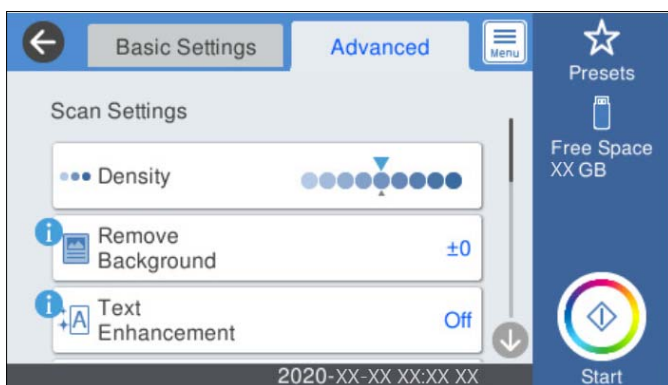 Basic Settings
Advanced
Menu
Presets
Free Space
XX GB
Scan Settings
Density
Remove
Background
±0
Text
Enhancement
Off
A
Start
2020-XX-XX XX:XX XX